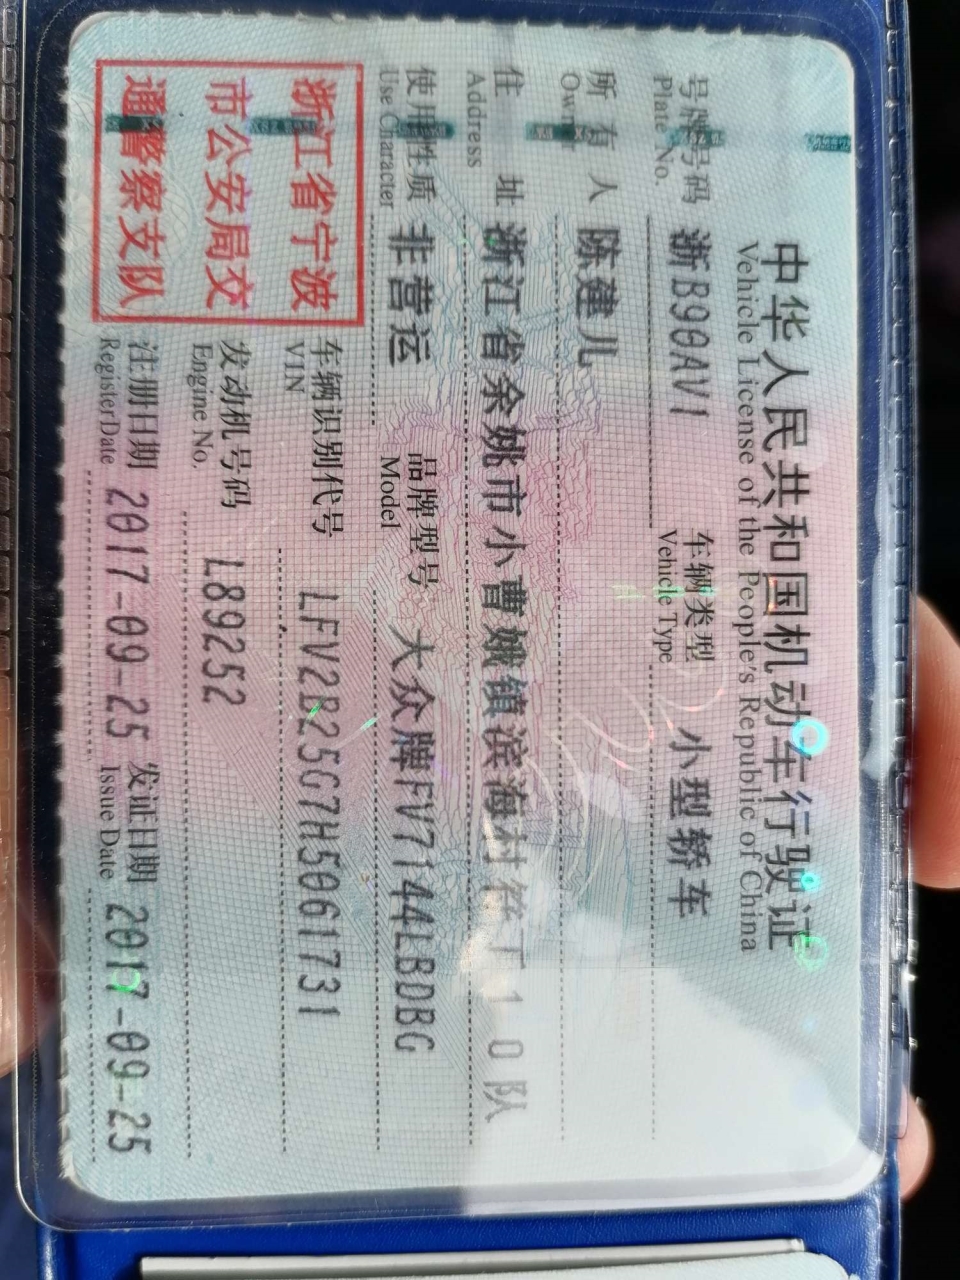 中华人民共和国机动车行驶证
Vehicle License of the People's Republic of China
号牌号码 浙B90AV1 车辆类型 小型轿车
Plate No. Vehicle Type
所有人 陈建儿
Owner
住址 浙江省余姚市小曹娥镇滨海村 10队
Address
使用性质 非营运 品牌型号 大众牌FV7144LBDBG
Use Character Model
浙江省宁波
市公安局交
通警察支队
车辆识别代号 LFV2B25G7H5061731
VIN
发动机号码 L89252
Engine No.
注册日期 2017-09-25 发证日期 2017-09-25
RegisterDate Issue Date